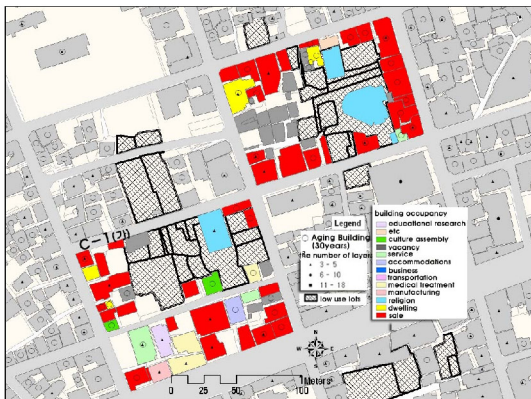 C-1(가)
Legend
Aging Building
(30years)
the number of layers
3 - 5
6 - 10
11 - 18
low use lots
building occupancy
aducational research
etc
culture assembly
vacancy
service
accommodations
business
transportation
medical treatment
manufacturing
religion
dwelling
sale
N
W
E
S
0 25 50 100
Meters